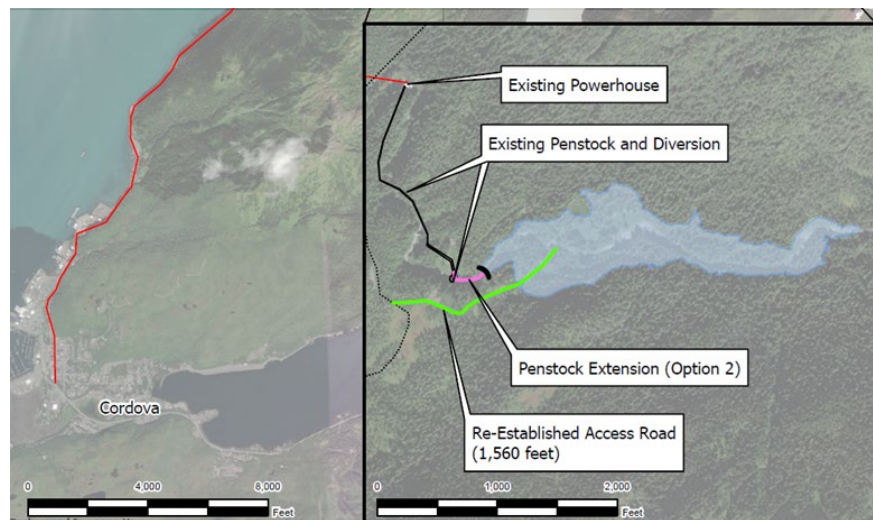 Existing Powerhouse
Existing Penstock and Diversion
Penstock Extension (Option 2)
Cordova
Re-Established Access Road
(1,560 feet)
0 4,000 8,000
Feet
0 1,000 2,000
Feet